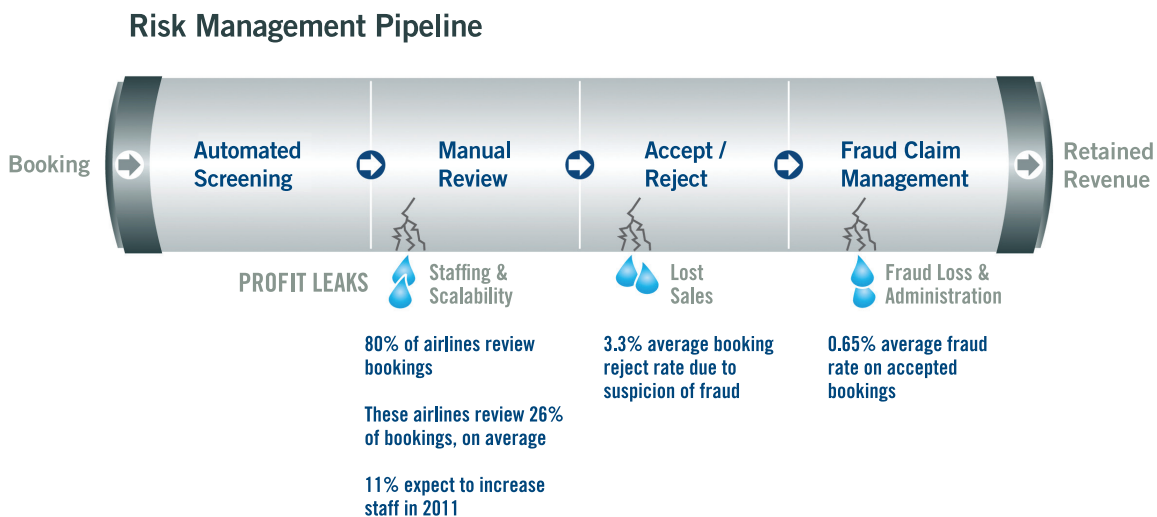 Risk Management Pipeline
Booking
Automated
Screening
Manual
Review
Accept /
Reject
Fraud Claim
Management
Retained
Revenue
PROFIT LEAKS
Staffing &
Scalability
Lost
Sales
Fraud Loss &
Administration
80% of airlines review
bookings
These airlines review 26%
of bookings, on average
11% expect to increase
staff in 2011
3.3% average booking
reject rate due to
suspicion of fraud
0.65% average fraud
rate on accepted
bookings